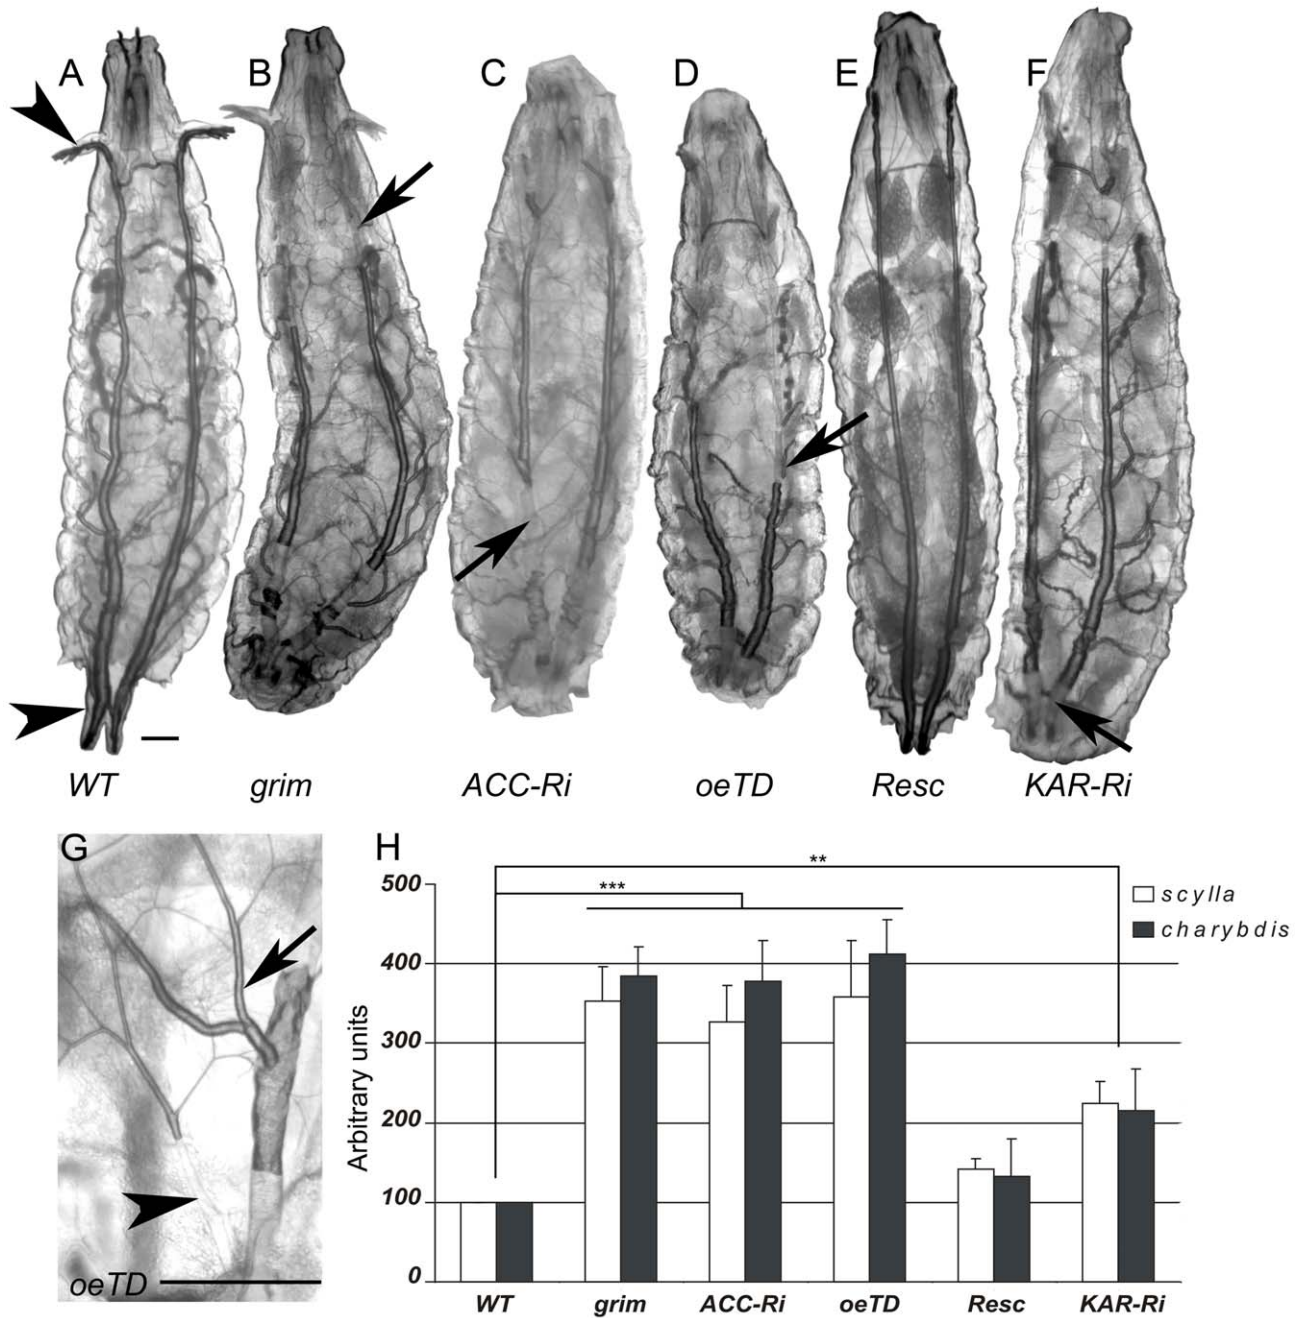 A B C D E F
WT grim ACC-Ri oeTD Resc KAR-Ri
G
oeTD
H
**
***
scylla
charybdis
Arbitrary units
500
400
300
200
100
0
WT grim ACC-Ri oeTD Resc KAR-Ri